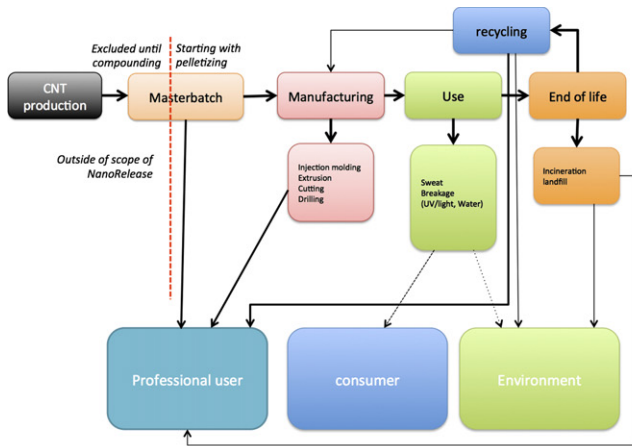 recycling
Excluded until
compounding
Starting with
pelletizing
CNT
production
Masterbatch
Manufacturing
Use
End of life
Outside of scope of
NanoRelease
Injection molding
Extrusion
Cutting
Drilling
Sweat
Breakage
(UV/light, Water)
Incineration
landfill
Professional user
consumer
Environment